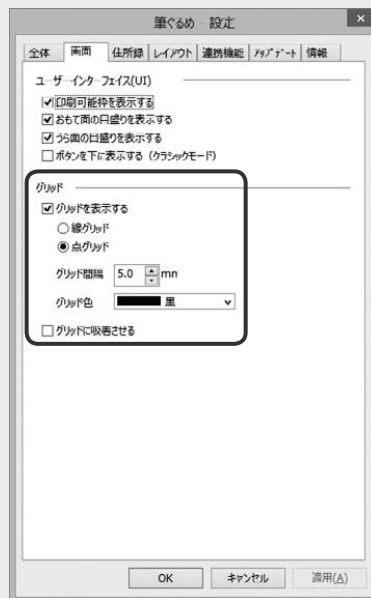 筆ぐるめ - 設定
全体 画面 住所録 レイアウト 連携機能 アップデート 情報
ユーザーインターフェイス(UI)
印刷可能枠を表示する
おもて面の目盛りを表示する
うら面の目盛りを表示する
ボタンを下に表示する (クラシックモード)
グリッド
グリッドを表示する
線グリッド
点グリッド
グリッド間隔 5.0 mm
グリッド色 黒
グリッドに吸着させる
OK キャンセル 適用(A)